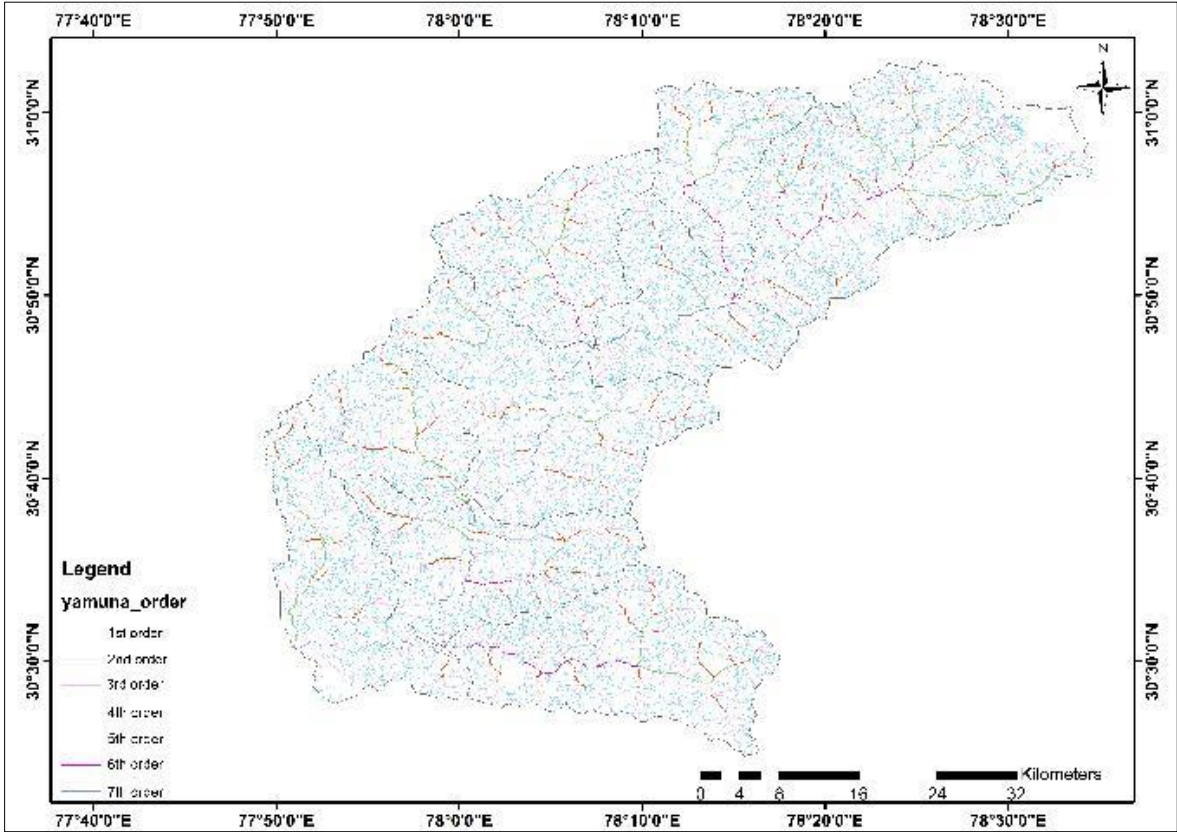 77°40'0"E 77°50'0"E 78°0'0"E 78°10'0"E 78°20'0"E 78°30'0"E
N
31°0'0"N 31°0'0"N
30°50'0"N 30°50'0"N
30°40'0"N 30°40'0"N
Legend
yamuna_order
1st order
2nd order
30°30'0"N 30°30'0"N
3rd order
4th order
5th order
6th order
7th order
Kilometers
0 4 8 16 24 32
77°40'0"E 77°50'0"E 78°0'0"E 78°10'0"E 78°20'0"E 78°30'0"E